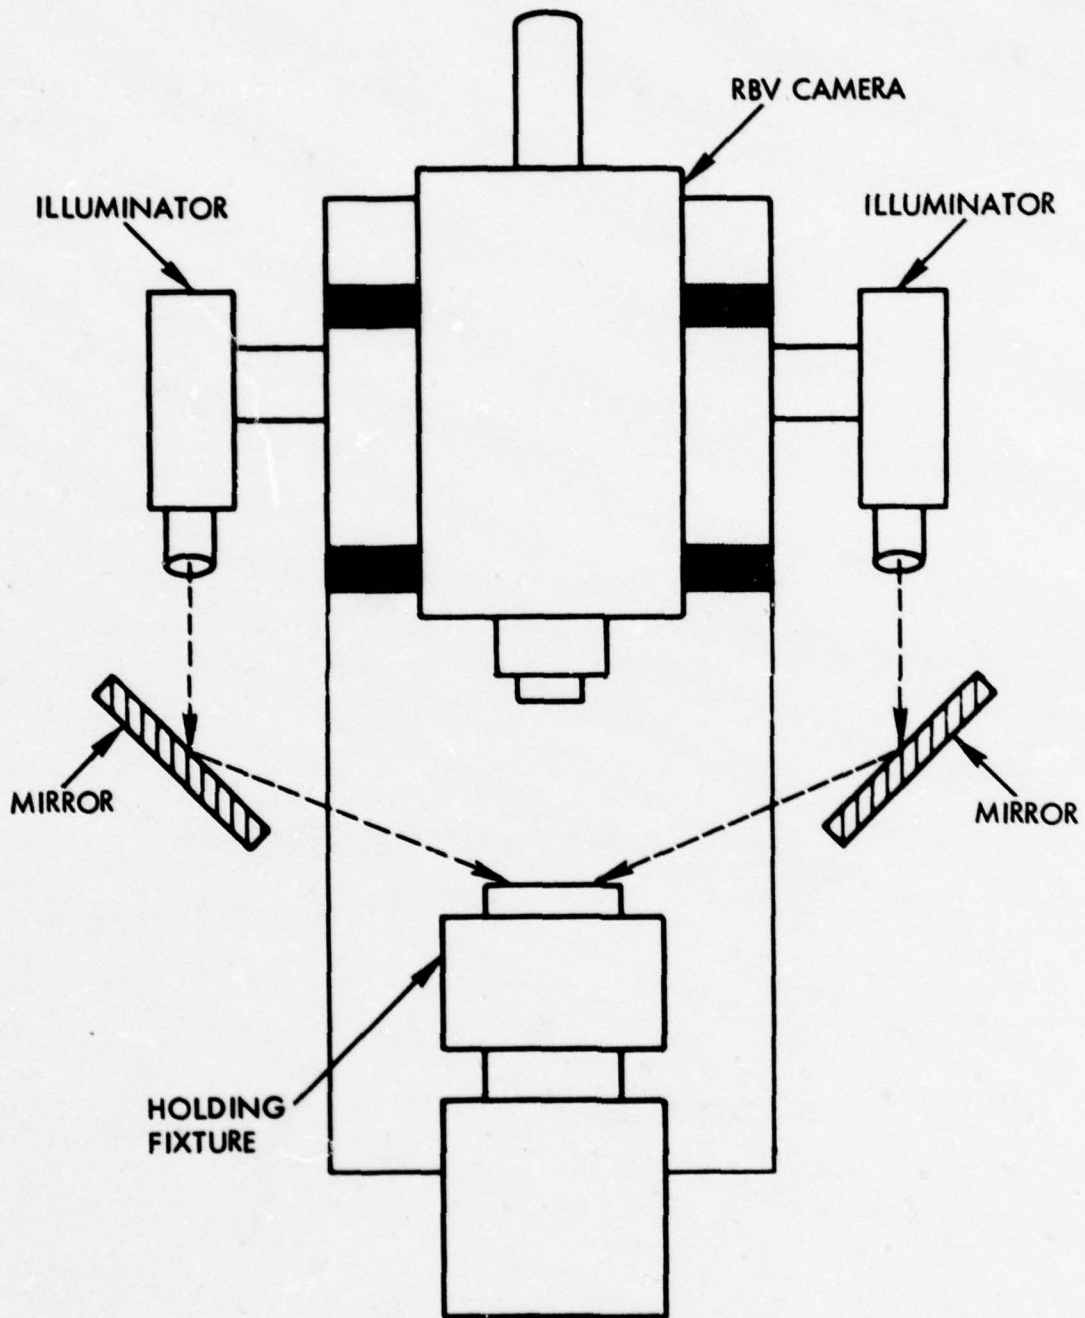 RBV CAMERA
ILLUMINATOR
ILLUMINATOR
MIRROR
MIRROR
HOLDING
FIXTURE